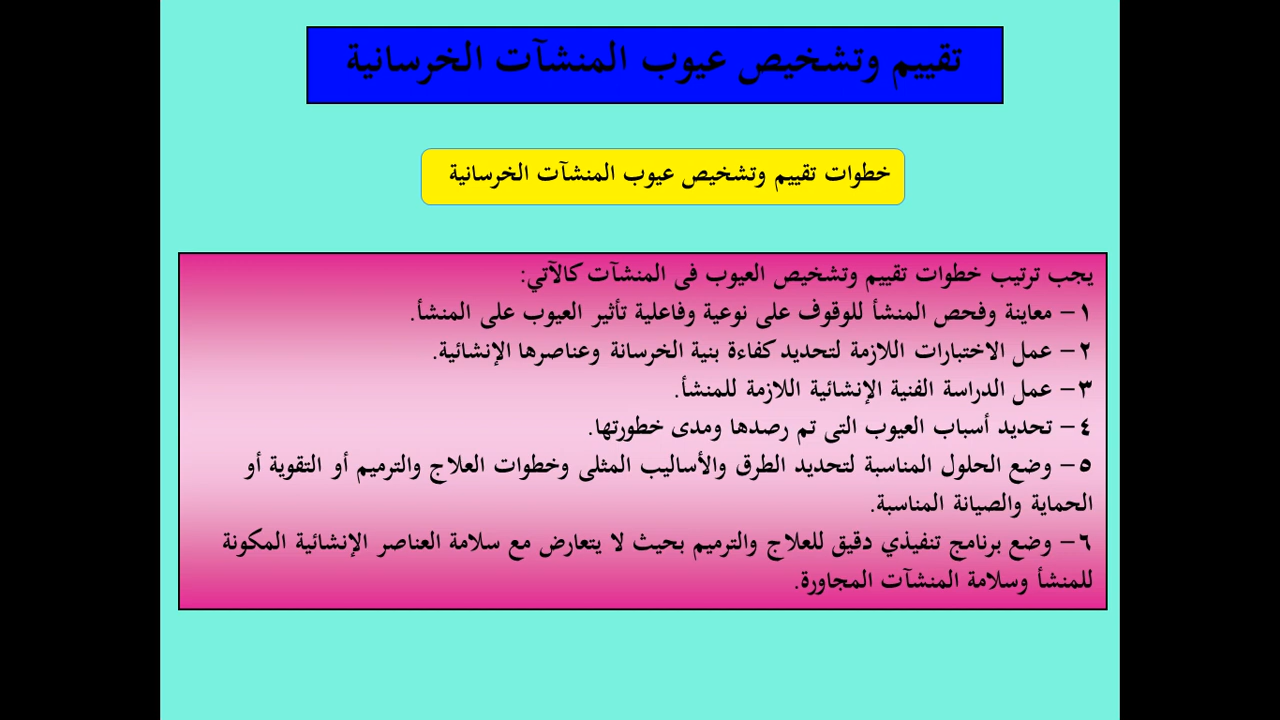 تقييم وتشخيص عيوب المنشآت الخرسانية
خطوات تقييم وتشخيص عيوب المنشآت الخرسانية
يجب ترتيب خطوات تقييم وتشخيص العيوب فى المنشآت كالآتي:
١- معاينة وفحص المنشأ للوقوف على نوعية وفاعلية تأثير العيوب على المنشأ.
٢- عمل الاختبارات اللازمة لتحديد كفاءة بنية الخرسانة وعناصرها الإنشائية.
٣- عمل الدراسة الفنية الإنشائية اللازمة للمنشأ.
٤- تحديد أسباب العيوب التى تم رصدها ومدى خطورتها.
٥- وضع الحلول المناسبة لتحديد الطرق والأساليب المثلى وخطوات العلاج والترميم أو التقوية أو
الحماية والصيانة المناسبة.
٦- وضع برنامج تنفيذي دقيق للعلاج والترميم بحيث لا يتعارض مع سلامة العناصر الإنشائية المكونة
للمنشأ وسلامة المنشآت المجاورة.